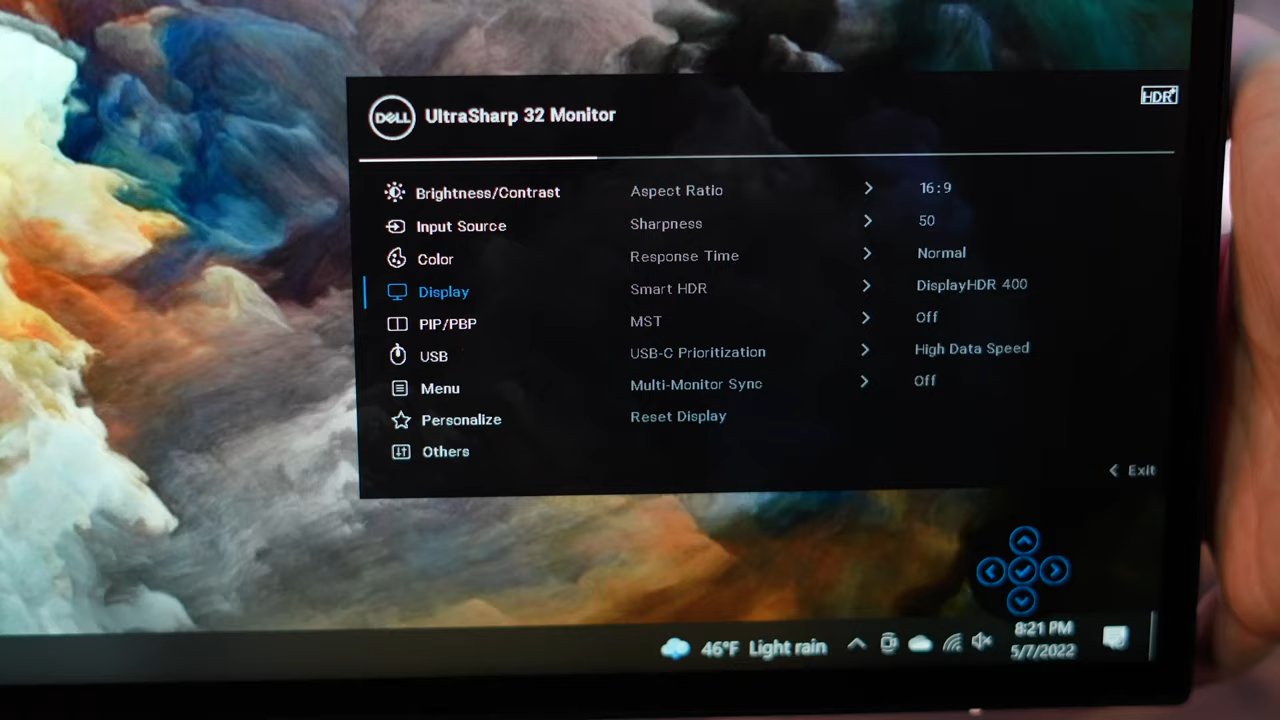 DELL UltraSharp 32 Monitor
HDR
Brightness/Contrast
Input Source
Color
Display
PIP/PBP
USB
Menu
Personalize
Others
Aspect Ratio 16:9
Sharpness 50
Response Time Normal
Smart HDR DisplayHDR 400
MST Off
USB-C Prioritization High Data Speed
Multi-Monitor Sync Off
Reset Display
Exit
46°F Light rain
8:21 PM
5/7/2022